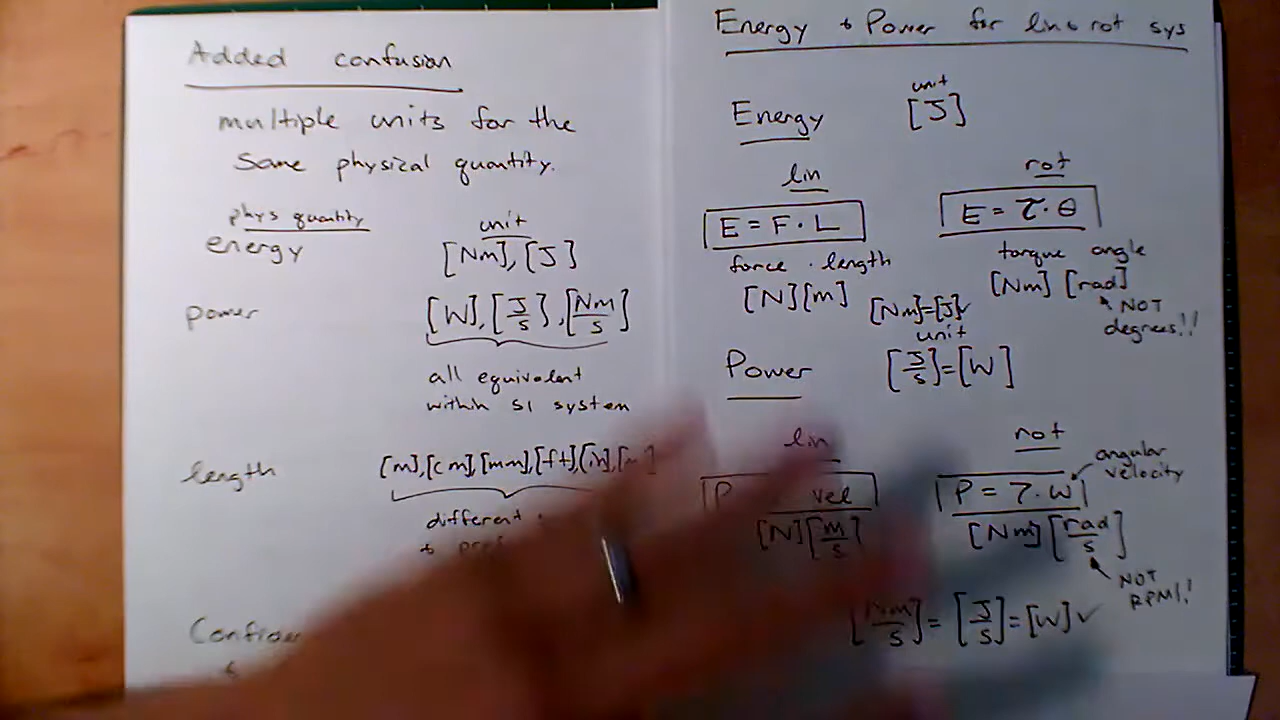 Added confusion
multiple units for the
same physical quantity.
phys quantity unit
energy [Nm], [J]
power [W], [J/s], [Nm/s]
all equivalent
within SI system
length [m],[cm],[mm],[ft],[in],
different
Energy & Power for lin & rot sys
Energy unit [J]
lin
E = F · L
force · length
[N][m] [Nm]=[J]✓
rot
E = τ · θ
torque angle
[Nm] [rad]
NOT
degrees!!
Power unit [J/s]=[W]
lin
P vel
[N][m/s]
rot
P = τ · ω
angular
velocity
[Nm][rad/s]
NOT
RPM!!
[Nm/s] = [J/s] = [W] ✓